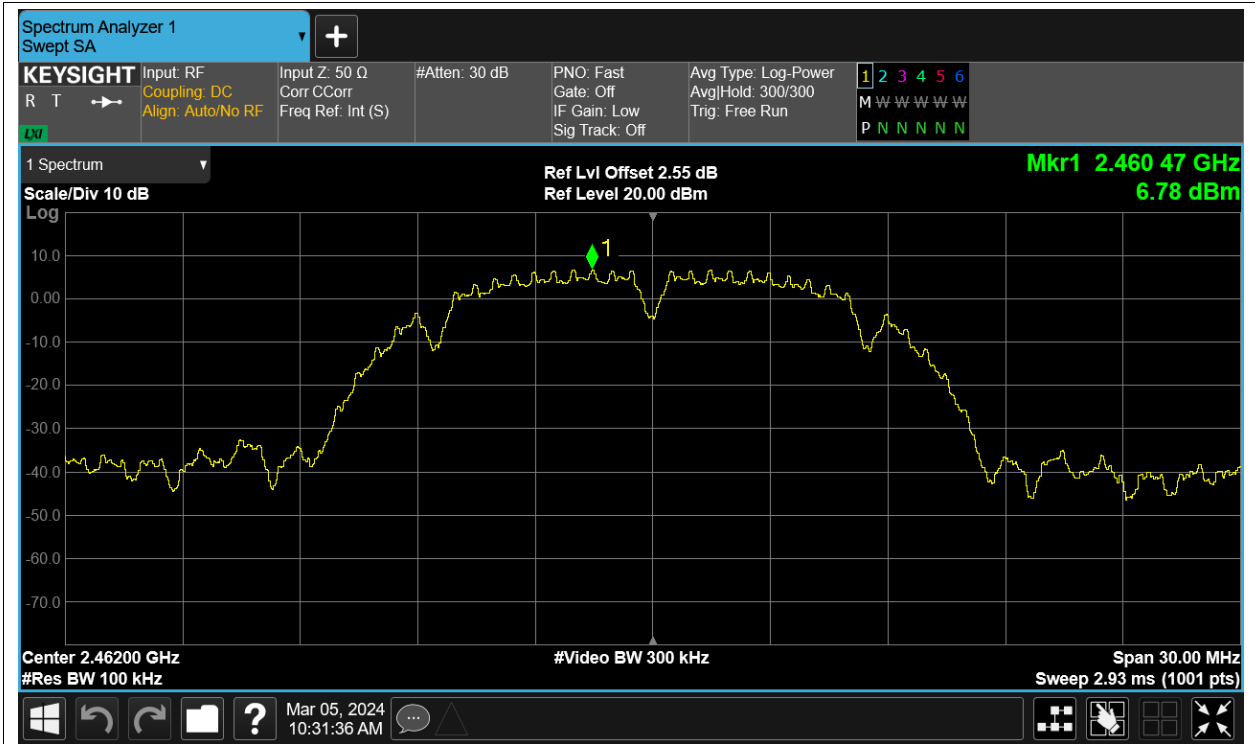 Spectrum Analyzer 1
Swept SA
KEYSIGHT
R T
LXI
Input: RF
Coupling: DC
Align: Auto/No RF
Input Z: 50 Ω
Corr CCorr
Freq Ref: Int (S)
#Atten: 30 dB
PNO: Fast
Gate: Off
IF Gain: Low
Sig Track: Off
Avg Type: Log-Power
Avg|Hold: 300/300
Trig: Free Run
1 2 3 4 5 6
M W W W W W
P N N N N N
1 Spectrum
Scale/Div 10 dB
Log
Ref Lvl Offset 2.55 dB
Ref Level 20.00 dBm
Mkr1 2.460 47 GHz
6.78 dBm
1
10.0
0.00
-10.0
-20.0
-30.0
-40.0
-50.0
-60.0
-70.0
Center 2.46200 GHz
#Res BW 100 kHz
#Video BW 300 kHz
Span 30.00 MHz
Sweep 2.93 ms (1001 pts)
?
Mar 05, 2024
10:31:36 AM